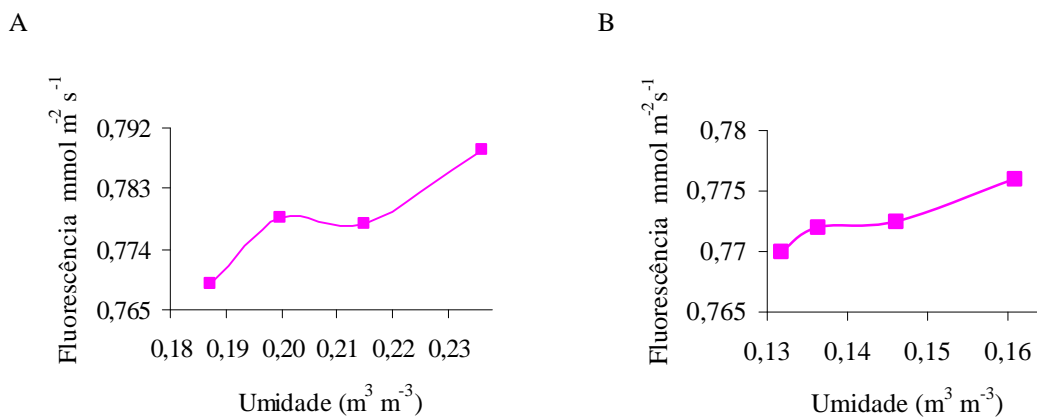 A
Fluorescência mmol m⁻² s⁻¹
0,792
0,783
0,774
0,765
0,18 0,19 0,20 0,21 0,22 0,23
Umidade (m³ m⁻³)
B
Fluorescência mmol m⁻² s⁻¹
0,78
0,775
0,77
0,765
0,13 0,14 0,15 0,16
Umidade (m³ m⁻³)